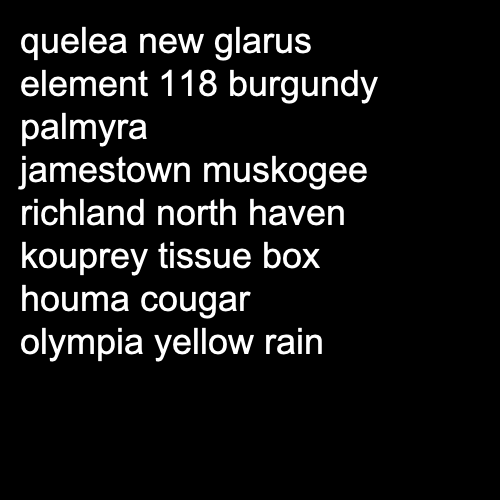 quelea new glarus
element 118 burgundy
palmyra
jamestown muskogee
richland north haven
kouprey tissue box
houma cougar
olympia yellow rain